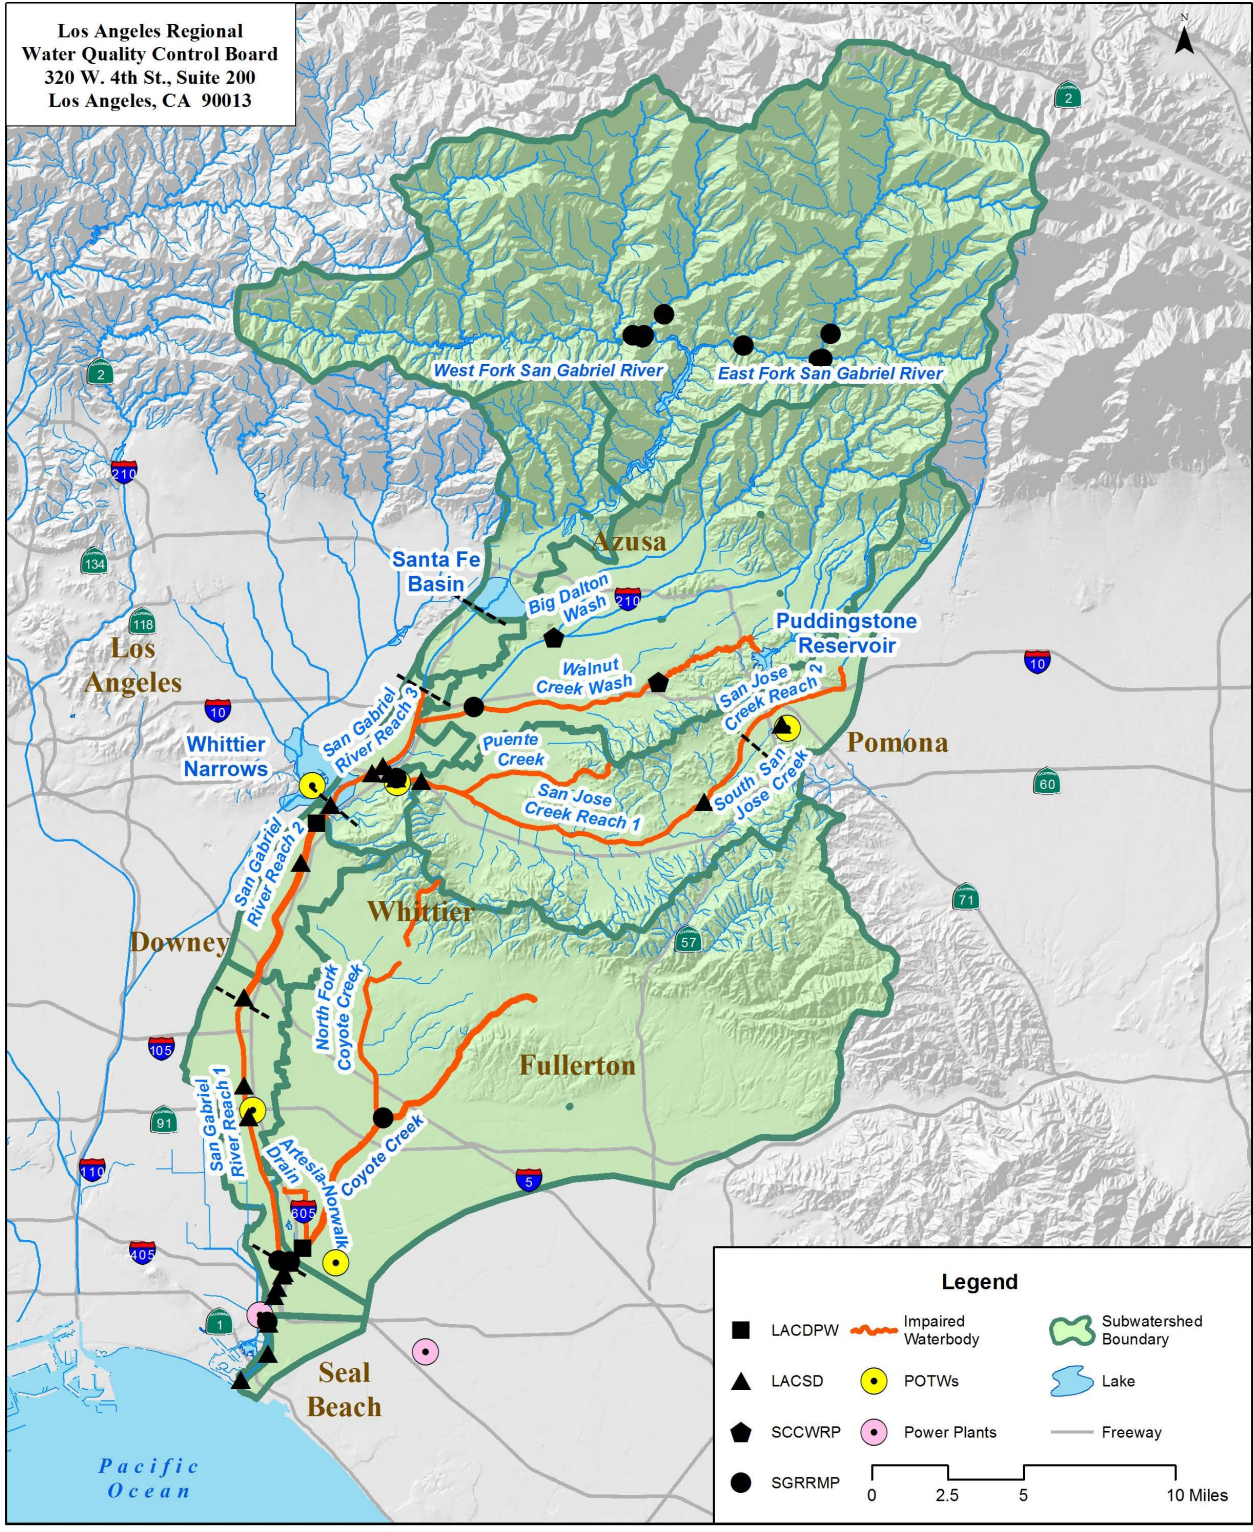 Los Angeles Regional
Water Quality Control Board
320 W. 4th St., Suite 200
Los Angeles, CA 90013
N
2
West Fork San Gabriel River
East Fork San Gabriel River
2
210
Azusa
134
Santa Fe
Basin
Big Dalton
Wash
210
118
Los
Angeles
Puddingstone
Reservoir
10
Walnut
Creek Wash
San Jose
Creek Reach 2
10
San Gabriel
River Reach 3
Whittier
Narrows
Puente
Creek
Pomona
60
San Jose
Creek Reach 1
South San
Jose Creek
San Gabriel
River Reach 2
71
Whittier
57
Downey
North Fork
Coyote Creek
105
Fullerton
91
San Gabriel
River Reach 1
Artesia-Norwalk
Drain
Coyote Creek
110
5
605
405
1
Seal
Beach
Pacific
Ocean
Legend
LACDPW
Impaired
Waterbody
Subwatershed
Boundary
LACSD
POTWs
Lake
SCCWRP
Power Plants
Freeway
SGRRMP
0 2.5 5 10 Miles